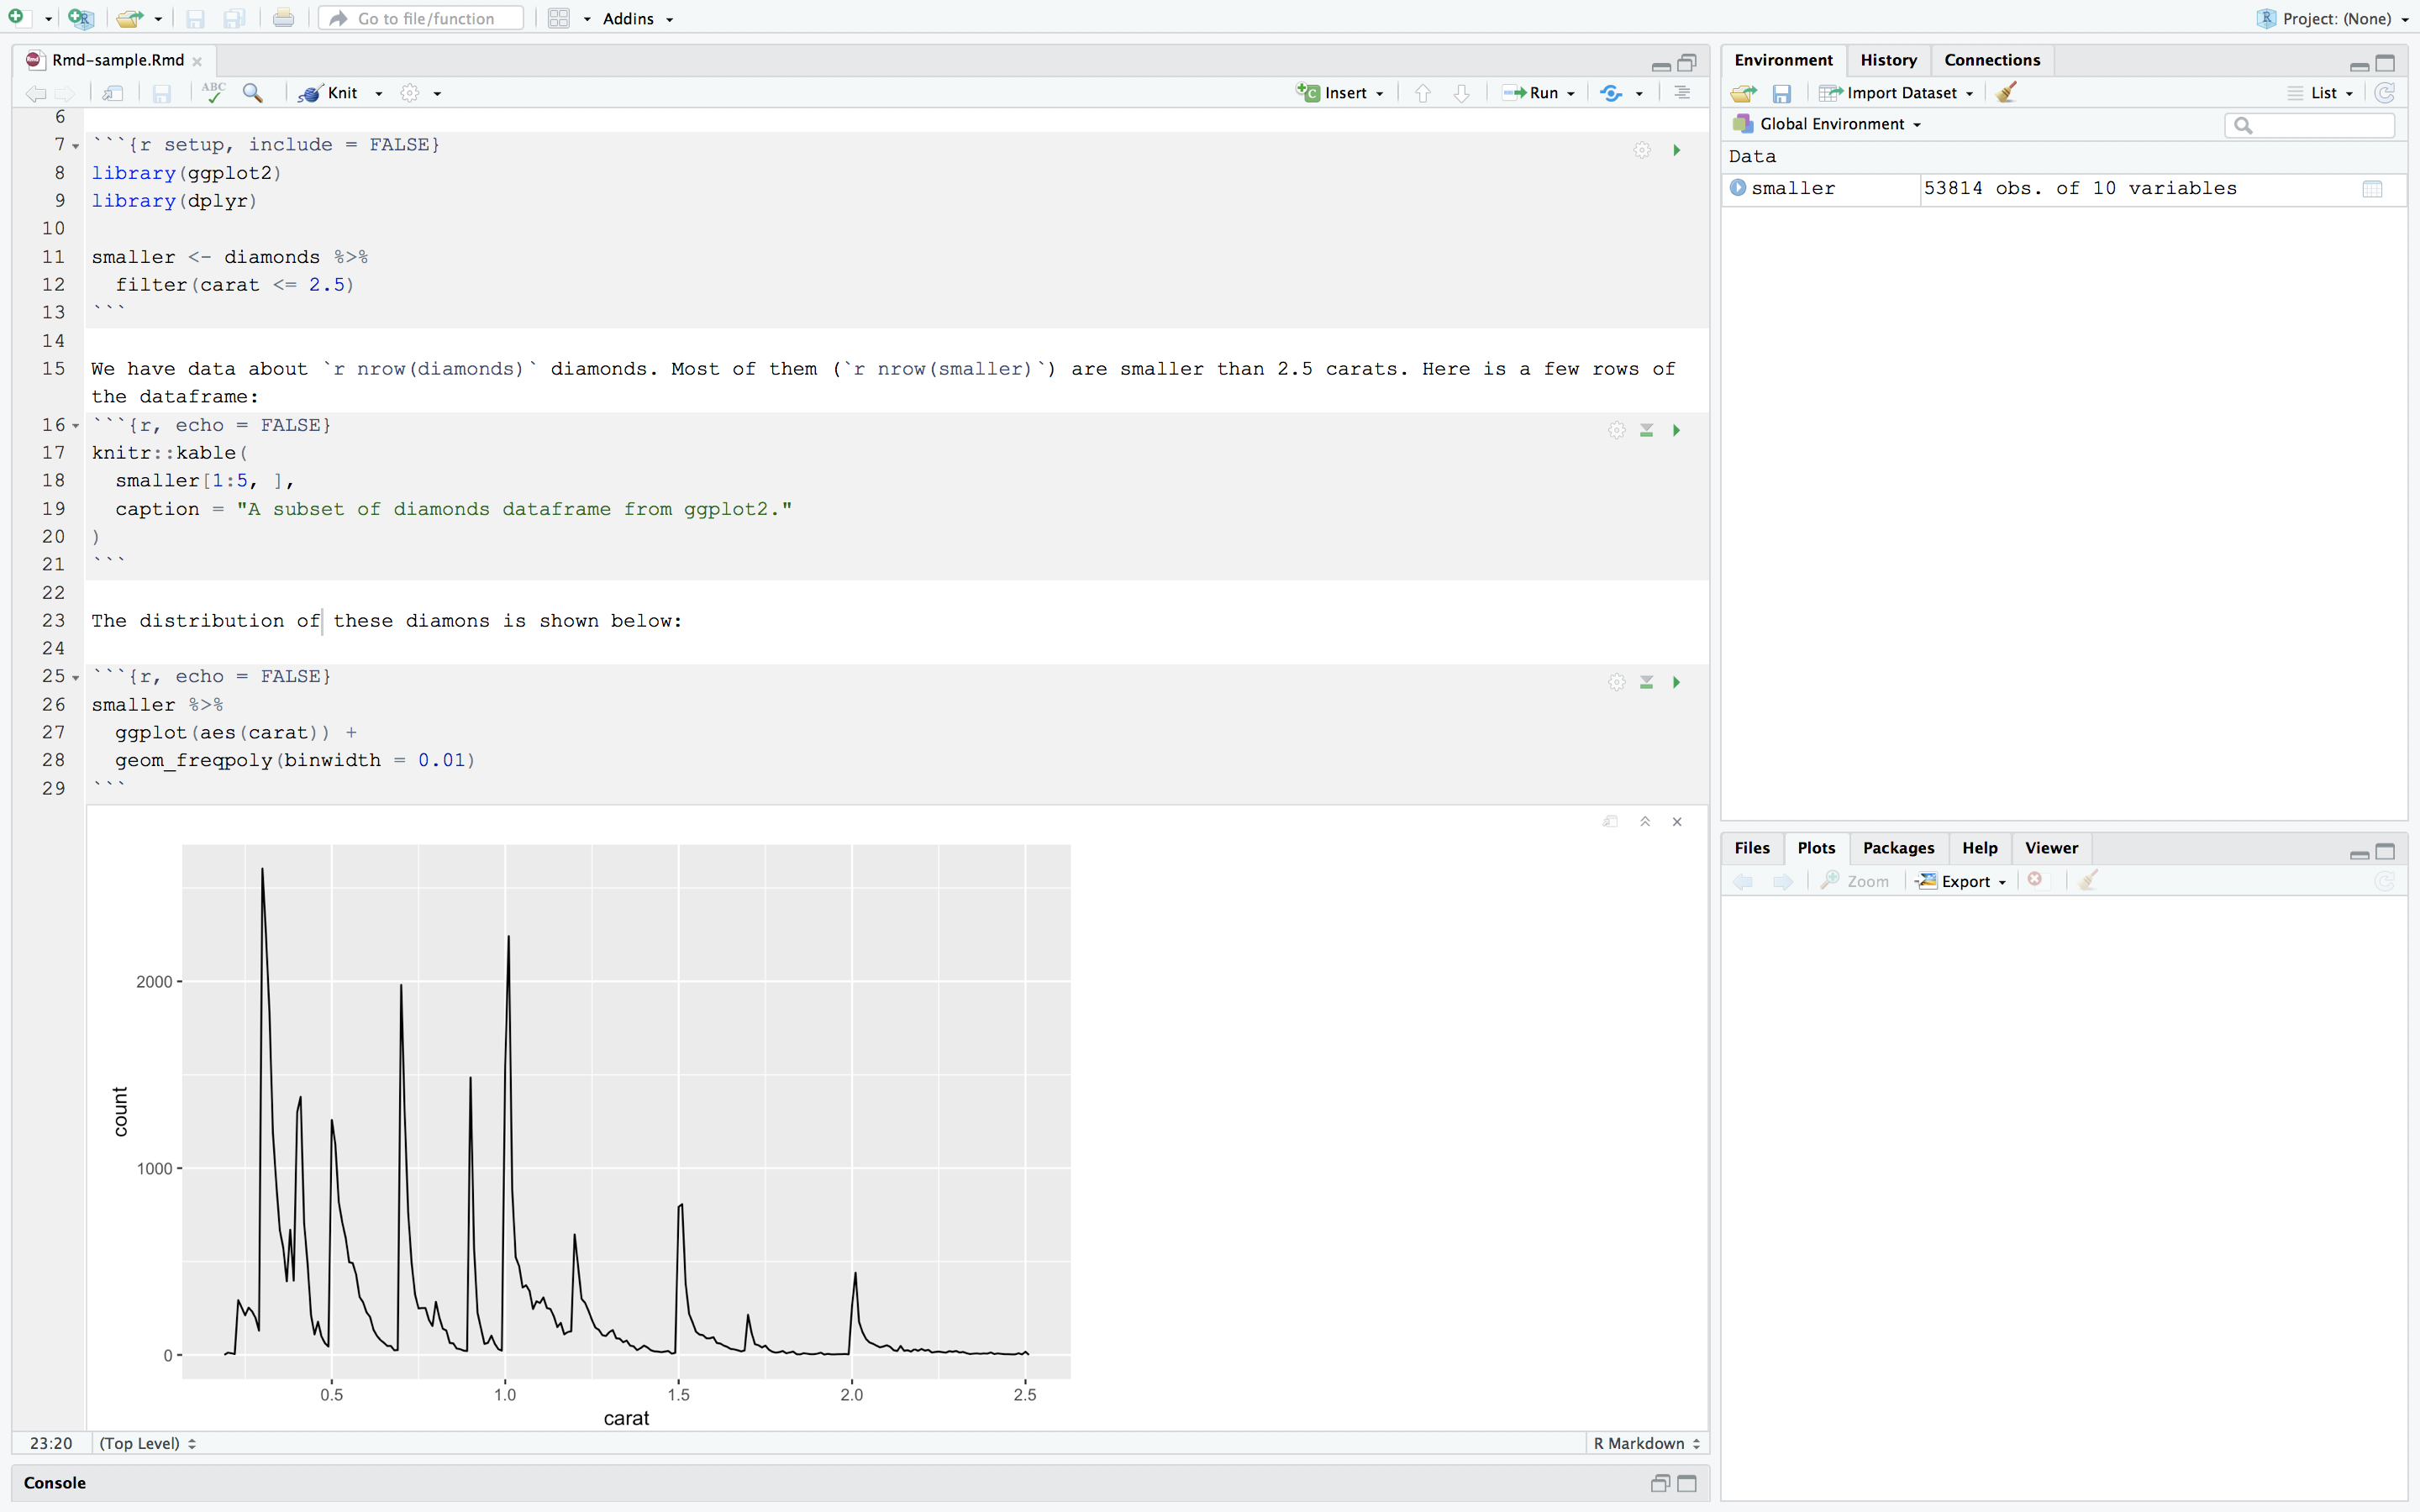 Go to file/function
Addins
Project: (None)
Rmd-sample.Rmd
ABC
Knit
Insert
Run
6
7 ```{r setup, include = FALSE}
8 library(ggplot2)
9 library(dplyr)
10
11 smaller <- diamonds %>%
12 filter(carat <= 2.5)
13 ```
14
15 We have data about `r nrow(diamonds)` diamonds. Most of them (`r nrow(smaller)`) are smaller than 2.5 carats. Here is a few rows of
the dataframe:
16 ```{r, echo = FALSE}
17 knitr::kable(
18 smaller[1:5, ],
19 caption = "A subset of diamonds dataframe from ggplot2."
20 )
21 ```
22
23 The distribution of these diamons is shown below:
24
25 ```{r, echo = FALSE}
26 smaller %>%
27 ggplot(aes(carat)) +
28 geom_freqpoly(binwidth = 0.01)
29 ```
count
2000
1000
0
0.5 1.0 1.5 2.0 2.5
carat
23:20 (Top Level) R Markdown
Console
Environment History Connections
Import Dataset List
Global Environment
Data
smaller 53814 obs. of 10 variables
Files Plots Packages Help Viewer
Zoom Export